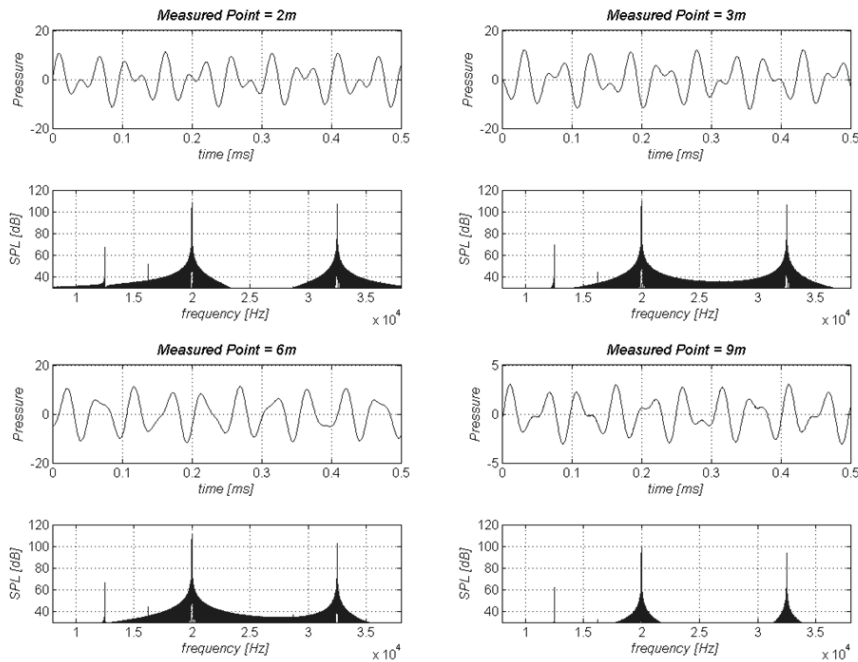 Measured Point = 2m
20
0
-20
Pressure
0 0.1 0.2 0.3 0.4 0.5
time [ms]
120
100
80
60
40
SPL [dB]
1 1.5 2 2.5 3 3.5
frequency [Hz]
x 10^4
Measured Point = 3m
20
0
-20
Pressure
0 0.1 0.2 0.3 0.4 0.5
time [ms]
120
100
80
60
40
SPL [dB]
1 1.5 2 2.5 3 3.5
frequency [Hz]
x 10^4
Measured Point = 6m
20
0
-20
Pressure
0 0.1 0.2 0.3 0.4 0.5
time [ms]
120
100
80
60
40
SPL [dB]
1 1.5 2 2.5 3 3.5
frequency [Hz]
x 10^4
Measured Point = 9m
5
0
-5
Pressure
0 0.1 0.2 0.3 0.4 0.5
time [ms]
120
100
80
60
40
SPL [dB]
1 1.5 2 2.5 3 3.5
frequency [Hz]
x 10^4